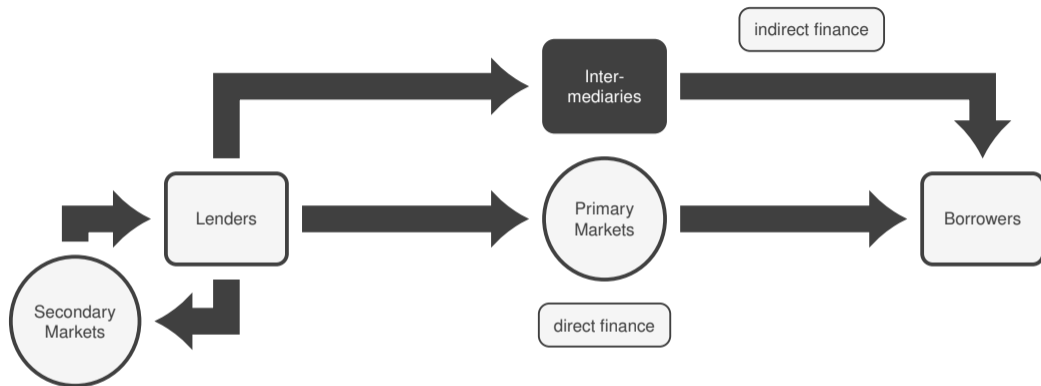 indirect finance
Inter-
mediaries
Lenders
Primary
Markets
Borrowers
Secondary
Markets
direct finance